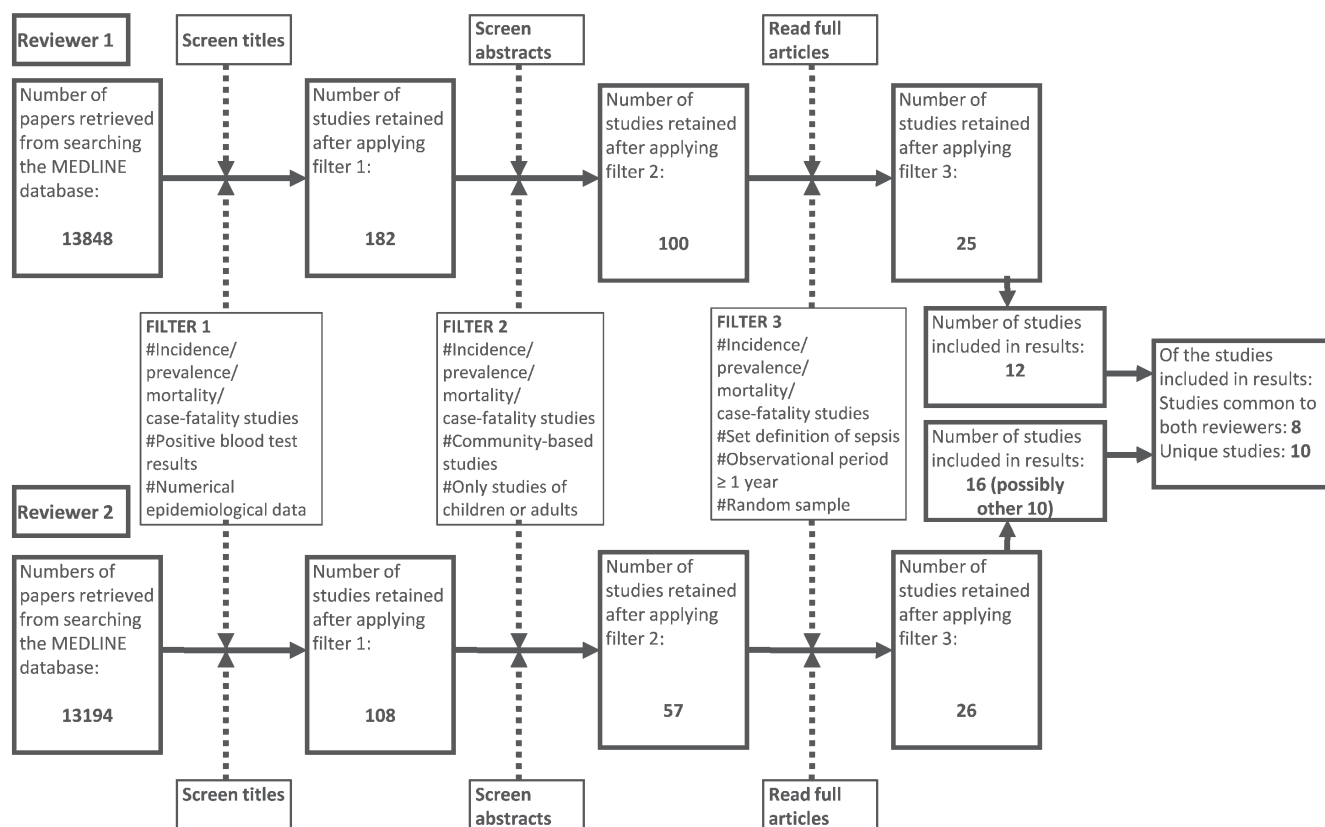 Reviewer 1
Screen titles
Screen
abstracts
Read full
articles
Number of
papers retrieved
from searching
the MEDLINE
database:
13848
Number of
studies retained
after applying
filter 1:
182
Number of
studies retained
after applying
filter 2:
100
Number of
studies retained
after applying
filter 3:
25
FILTER 1
#Incidence/
prevalence/
mortality/
case-fatality studies
#Positive blood test
results
#Numerical
epidemiological data
FILTER 2
#Incidence/
prevalence/
mortality/
case-fatality studies
#Community-based
studies
#Only studies of
children or adults
FILTER 3
#Incidence/
prevalence/
mortality/
case-fatality studies
#Set definition of sepsis
#Observational period
≥ 1 year
#Random sample
Number of studies
included in results:
12
Number of studies
included in results:
16 (possibly
other 10)
Of the studies
included in results:
Studies common to
both reviewers: 8
Unique studies: 10
Reviewer 2
Numbers of
papers retrieved
from searching
the MEDLINE
database:
13194
Number of
studies retained
after applying
filter 1:
108
Number of
studies retained
after applying
filter 2:
57
Number of
studies retained
after applying
filter 3:
26
Screen titles
Screen
abstracts
Read full
articles